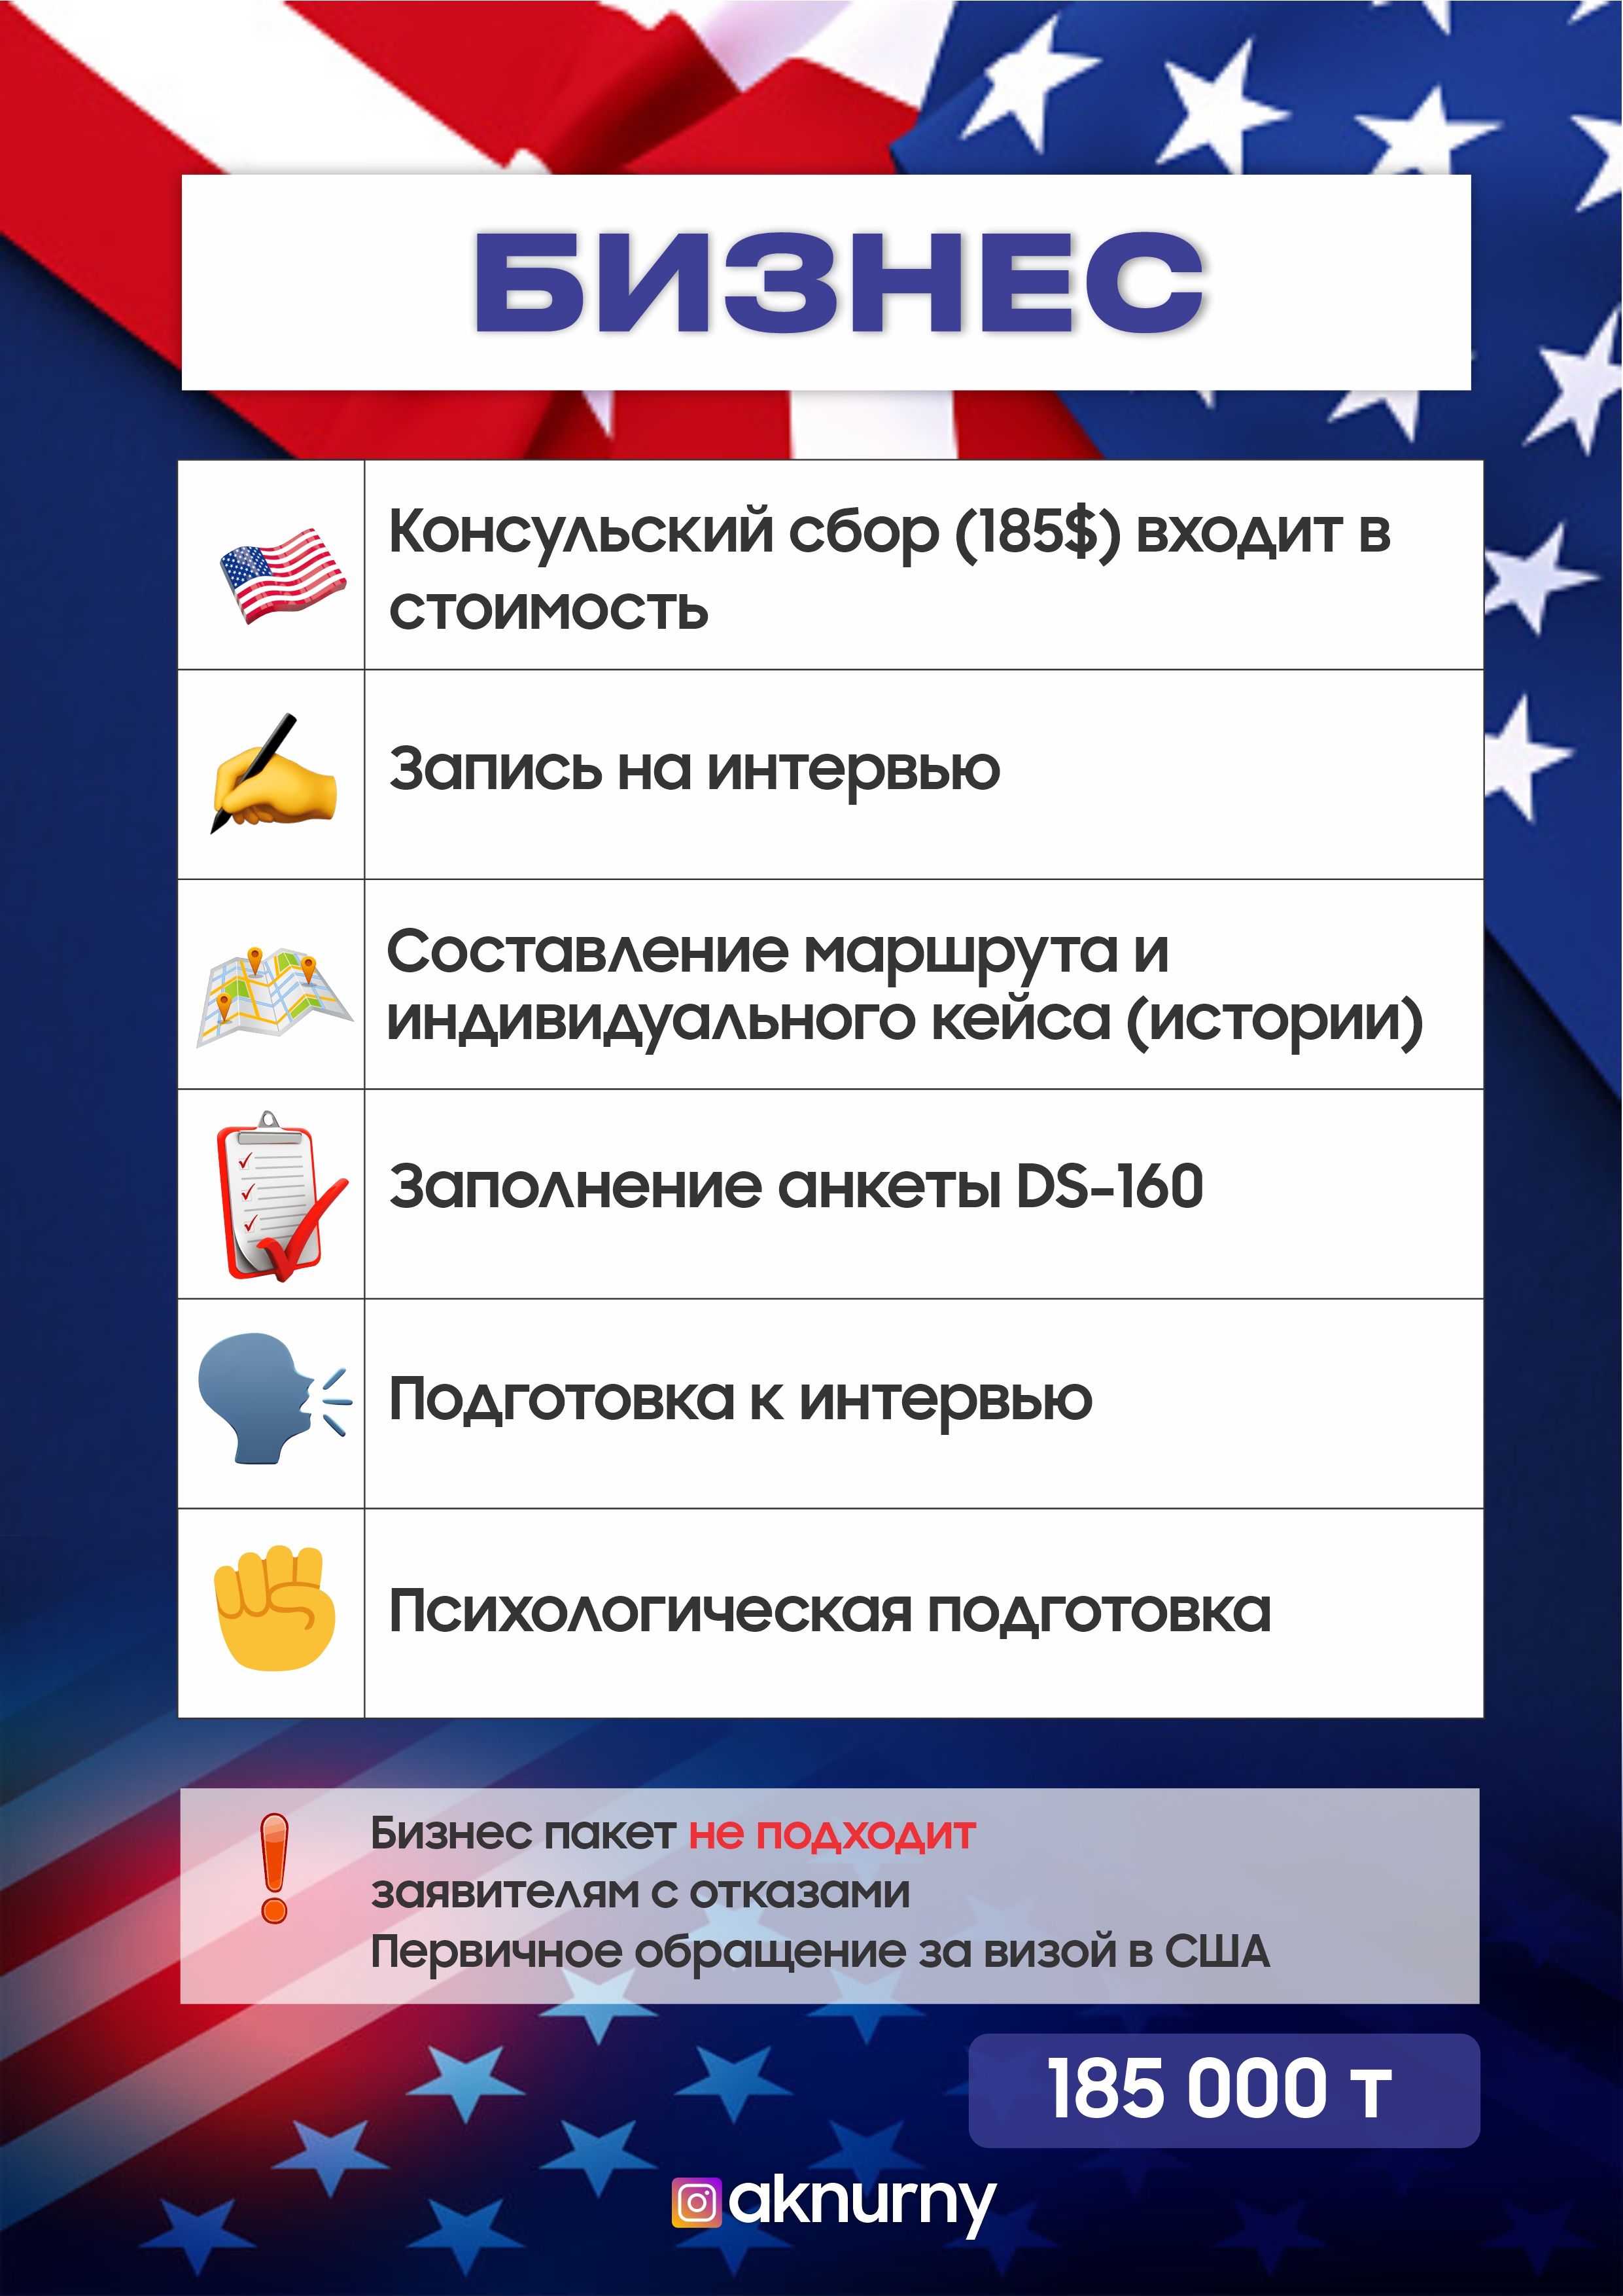 БИЗНЕС
Консульский сбор (185$) входит в
стоимость
Запись на интервью
Составление маршрута и
индивидуального кейса (истории)
Заполнение анкеты DS-160
Подготовка к интервью
Психологическая подготовка
Бизнес пакет не подходит
заявителям с отказами
Первичное обращение за визой в США
185 000 т
aknurny